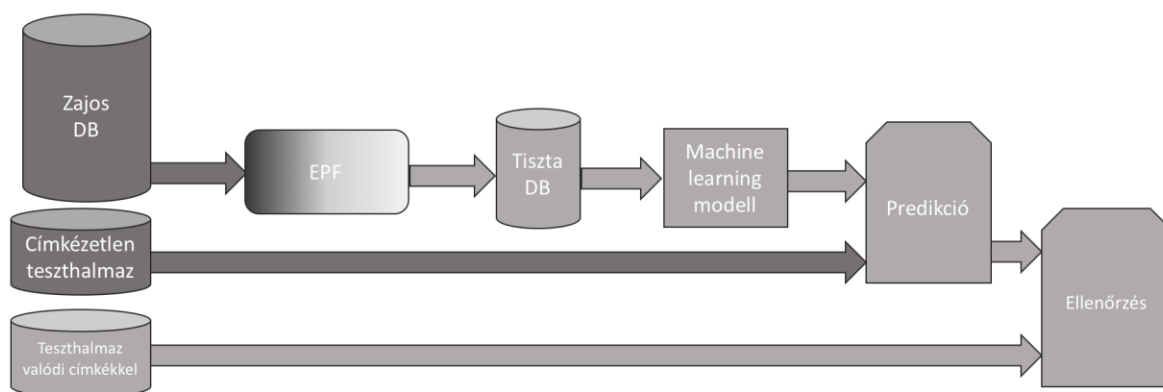 Zajos
DB
EPF
Tiszta
DB
Machine
learning
modell
Predikció
Címkézetlen
teszthalmaz
Ellenőrzés
Teszthalmaz
valódi címkékkel